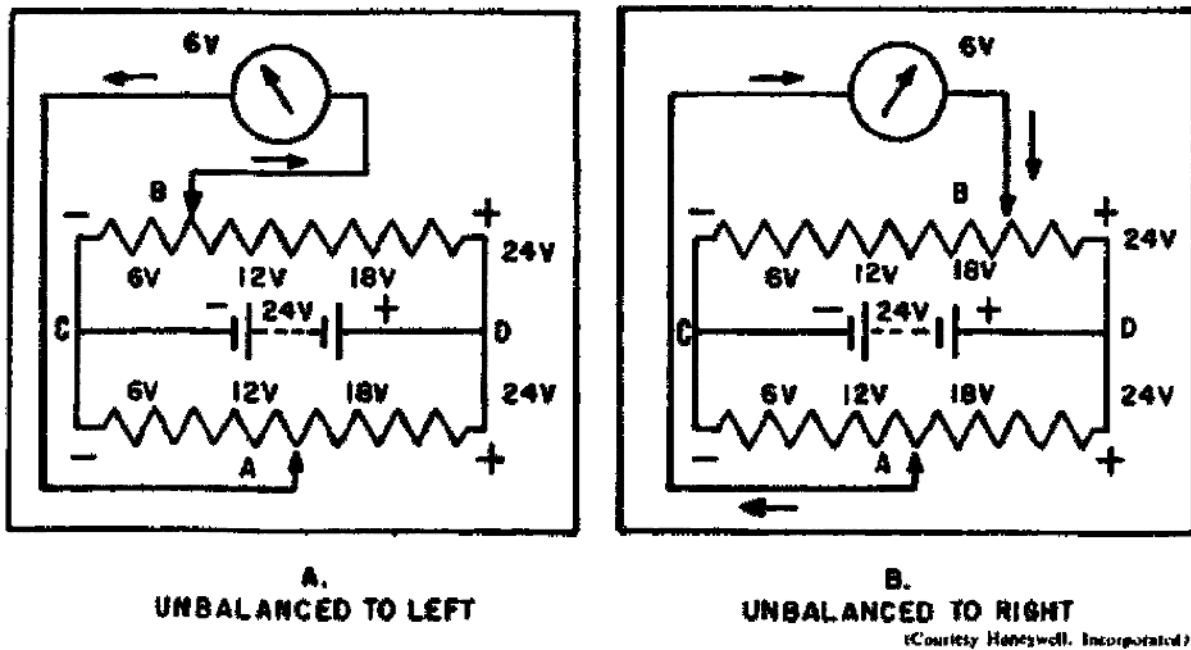 6V
B
- +
24V
6V 12V 18V
- 24V +
C D
6V 12V 18V 24V
- A +
A.
UNBALANCED TO LEFT
6V
B
- +
24V
6V 12V 18V
- 24V +
C D
6V 12V 18V 24V
- A +
B.
UNBALANCED TO RIGHT
(Courtesy Honeywell, Incorporated)